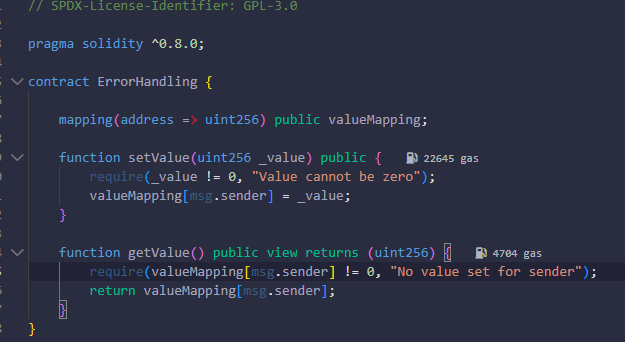 // SPDX-License-Identifier: GPL-3.0
pragma solidity ^0.8.0;
contract ErrorHandling {
mapping(address => uint256) public valueMapping;
function setValue(uint256 _value) public { 22645 gas
require(_value != 0, "Value cannot be zero");
valueMapping[msg.sender] = _value;
}
function getValue() public view returns (uint256) { 4704 gas
require(valueMapping[msg.sender] != 0, "No value set for sender");
return valueMapping[msg.sender];
}
}